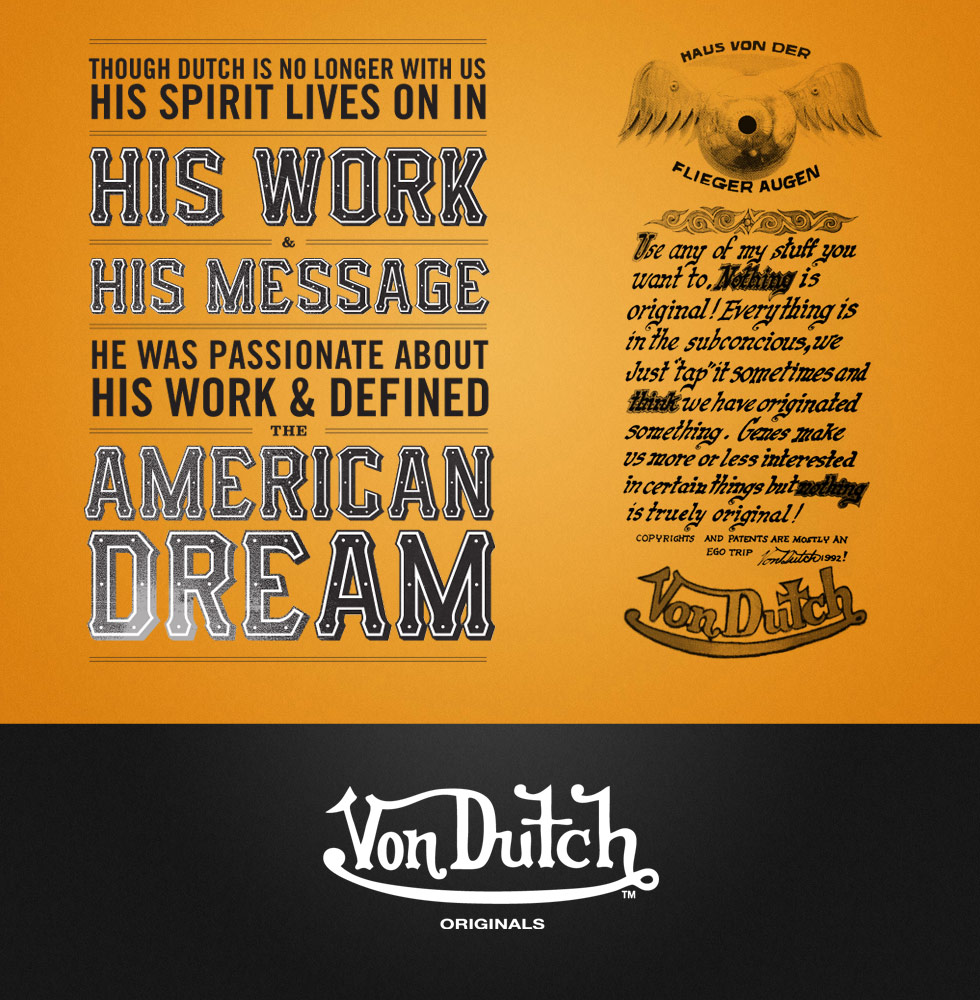 THOUGH DUTCH IS NO LONGER WITH US
HIS SPIRIT LIVES ON IN
HIS WORK
&
HIS MESSAGE
HE WAS PASSIONATE ABOUT
HIS WORK & DEFINED
THE
AMERICAN
DREAM
HAUS VON DER
FLIEGER AUGEN
Use any of my stuff you
want to. Nothing is
original! Everything is
in the subconcious, we
Just "tap" it sometimes and
think we have originated
something. Genes make
us more or less interested
in certain things but nothing
is truely original!
COPYRIGHTS AND PATENTS ARE MOSTLY AN
EGO TRIP Von Dutch 1992!
Von Dutch
Von Dutch
TM
ORIGINALS